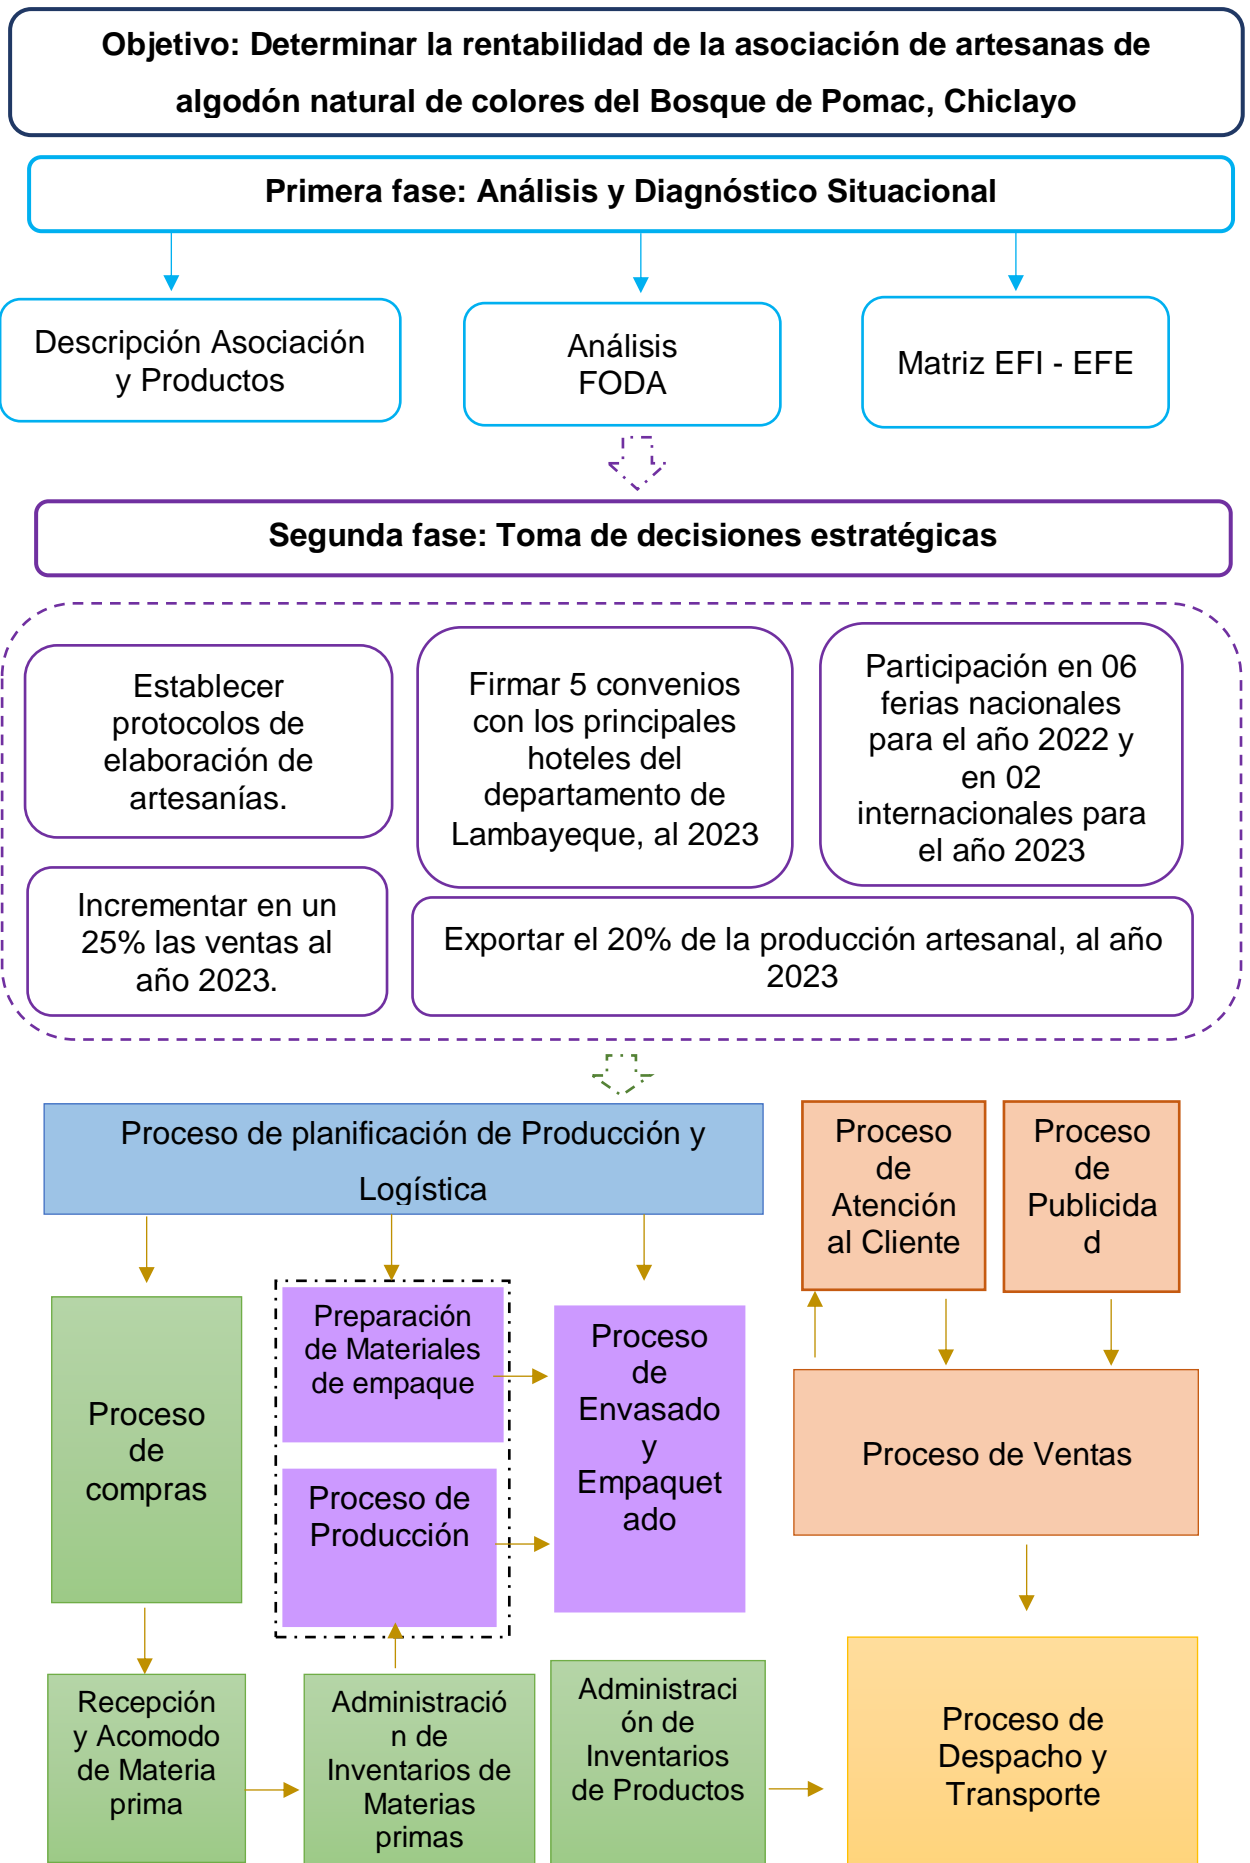 Objetivo: Determinar la rentabilidad de la asociación de artesanas de
algodón natural de colores del Bosque de Pomac, Chiclayo
Primera fase: Análisis y Diagnóstico Situacional
Descripción Asociación
y Productos
Análisis
FODA
Matriz EFI - EFE
Segunda fase: Toma de decisiones estratégicas
Establecer
protocolos de
elaboración de
artesanías.
Firmar 5 convenios
con los principales
hoteles del
departamento de
Lambayeque, al 2023
Participación en 06
ferias nacionales
para el año 2022 y
en 02
internacionales para
el año 2023
Incrementar en un
25% las ventas al
año 2023.
Exportar el 20% de la producción artesanal, al año
2023
Proceso de planificación de Producción y
Logística
Proceso
de
Atención
al Cliente
Proceso
de
Publicida
d
Proceso
de
compras
Preparación
de Materiales
de empaque
Proceso de
Producción
Proceso
de
Envasado
y
Empaquet
ado
Proceso de Ventas
Recepción
y Acomodo
de Materia
prima
Administració
n de
Inventarios de
Materias
primas
Administraci
ón de
Inventarios
de Productos
Proceso de
Despacho y
Transporte